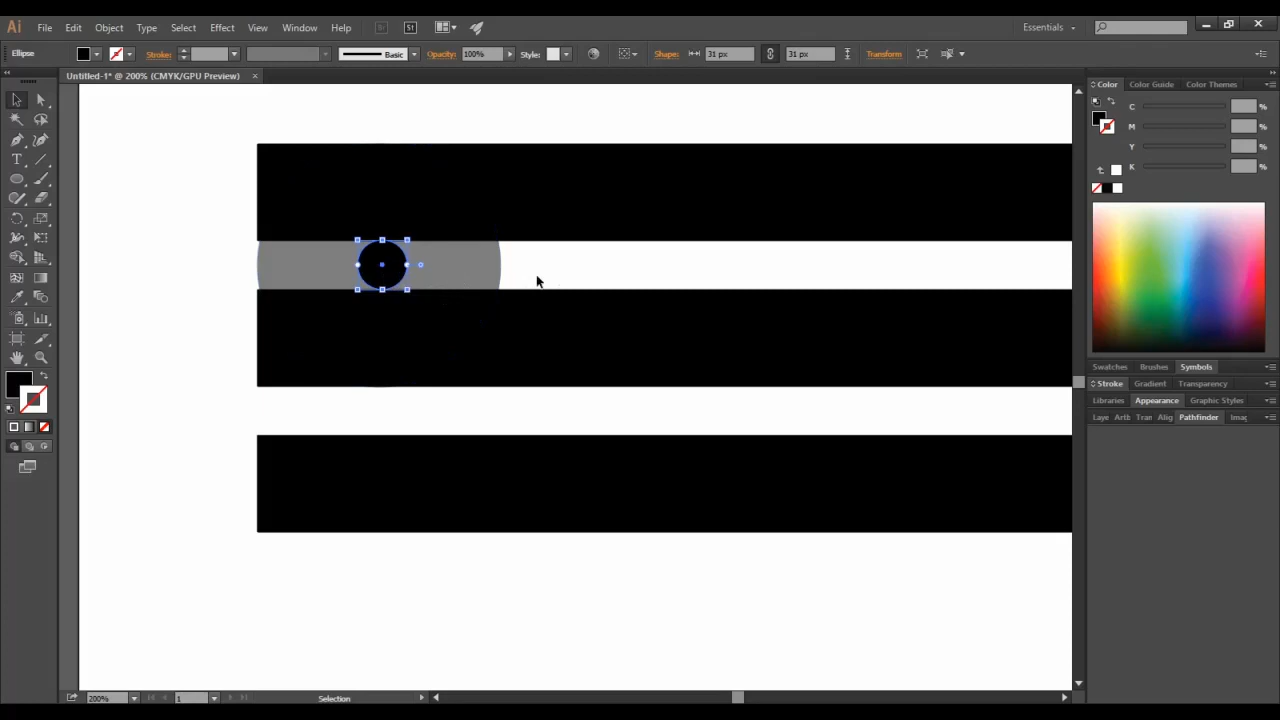 Ai File Edit Object Type Select Effect View Window Help Br St Essentials
Ellipse Stroke: Basic Opacity: 100% Style: Shape: 31 px 31 px Transform
Untitled-1* @ 200% (CMYK/GPU Preview) ×
Color Color Guide Color Themes
C %
M %
Y %
K %
Swatches Brushes Symbols
Stroke Gradient Transparency
Libraries Appearance Graphic Styles
Laye Artb Tran Alig Pathfinder Imag
200% 1 Selection